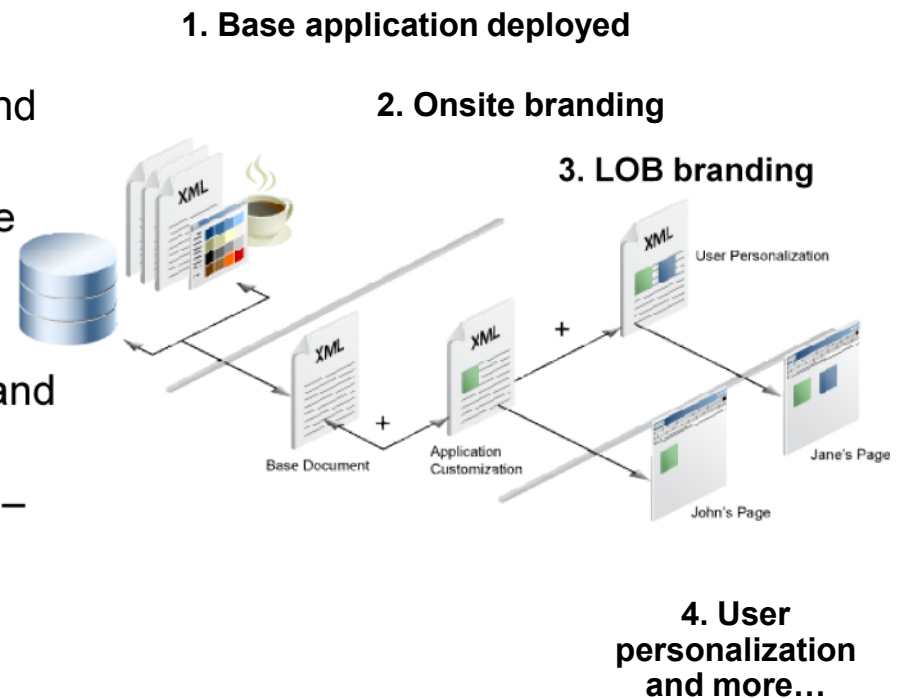 1. Base application deployed
nd
2. Onsite branding
3. LOB branding
XML
e
XML
User Personalization
XML
XML
+
and
+
Base Document
Application
Customization
Jane's Page
–
John's Page
4. User
personalization
and more...